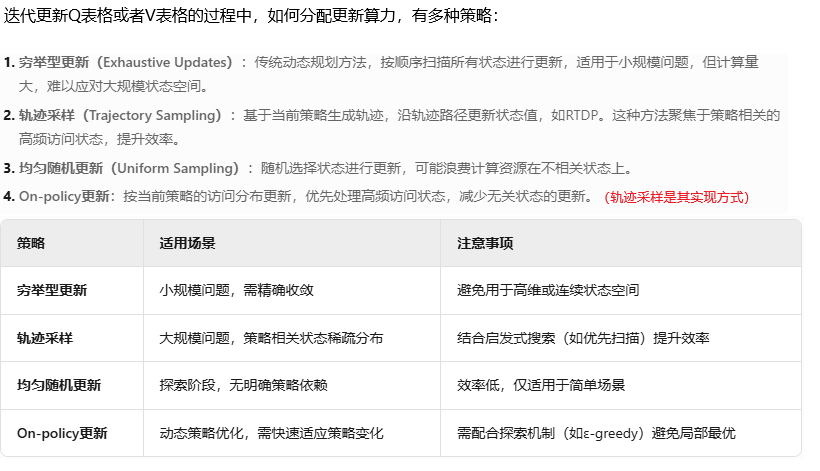 迭代更新Q表格或者V表格的过程中，如何分配更新算力，有多种策略：
1. 穷举型更新（Exhaustive Updates）：传统动态规划方法，按顺序扫描所有状态进行更新，适用于小规模问题，但计算量
大，难以应对大规模状态空间。
2. 轨迹采样（Trajectory Sampling）：基于当前策略生成轨迹，沿轨迹路径更新状态值，如RTDP。这种方法聚焦于策略相关的
高频访问状态，提升效率。
3. 均匀随机更新（Uniform Sampling）：随机选择状态进行更新，可能浪费计算资源在不相关状态上。
4. On-policy更新：按当前策略的访问分布更新，优先处理高频访问状态，减少无关状态的更新。（轨迹采样是其实现方式）
策略 适用场景 注意事项
穷举型更新 小规模问题，需精确收敛 避免用于高维或连续状态空间
轨迹采样 大规模问题，策略相关状态稀疏分布 结合启发式搜索（如优先扫描）提升效率
均匀随机更新 探索阶段，无明确策略依赖 效率低，仅适用于简单场景
On-policy更新 动态策略优化，需快速适应策略变化 需配合探索机制（如ε-greedy）避免局部最优